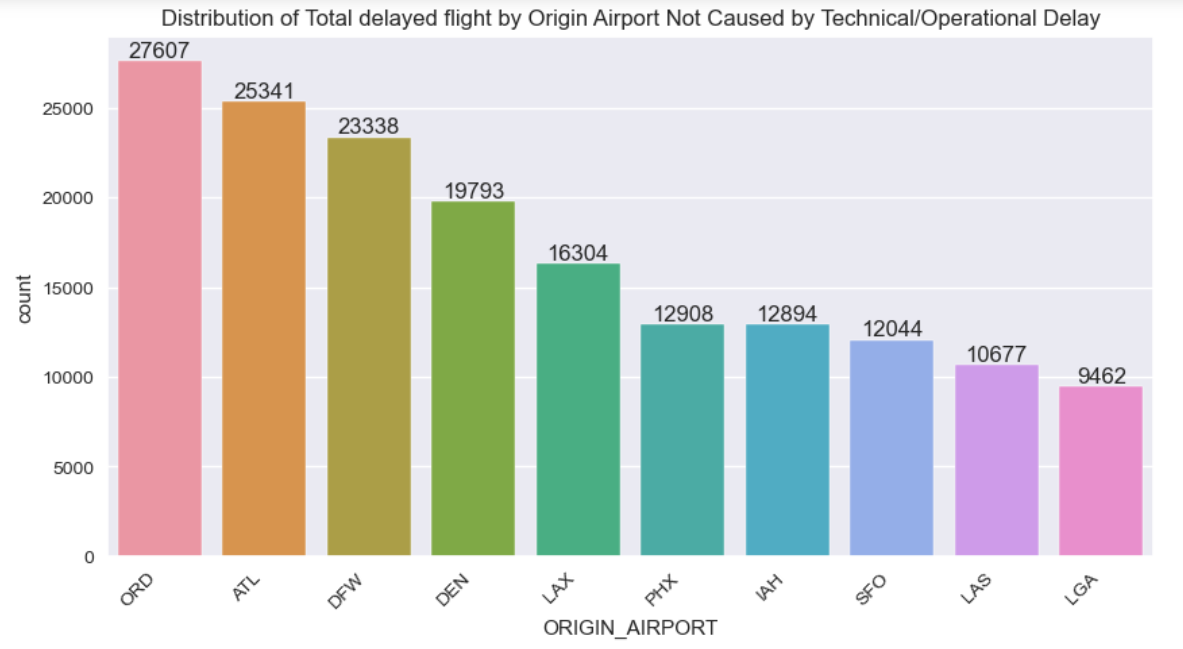 Distribution of Total delayed flight by Origin Airport Not Caused by Technical/Operational Delay
27607
25341
23338
19793
16304
12908
12894
12044
10677
9462
25000
20000
15000
10000
5000
0
count
ORD
ATL
DFW
DEN
LAX
PHX
IAH
SFO
LAS
LGA
ORIGIN_AIRPORT